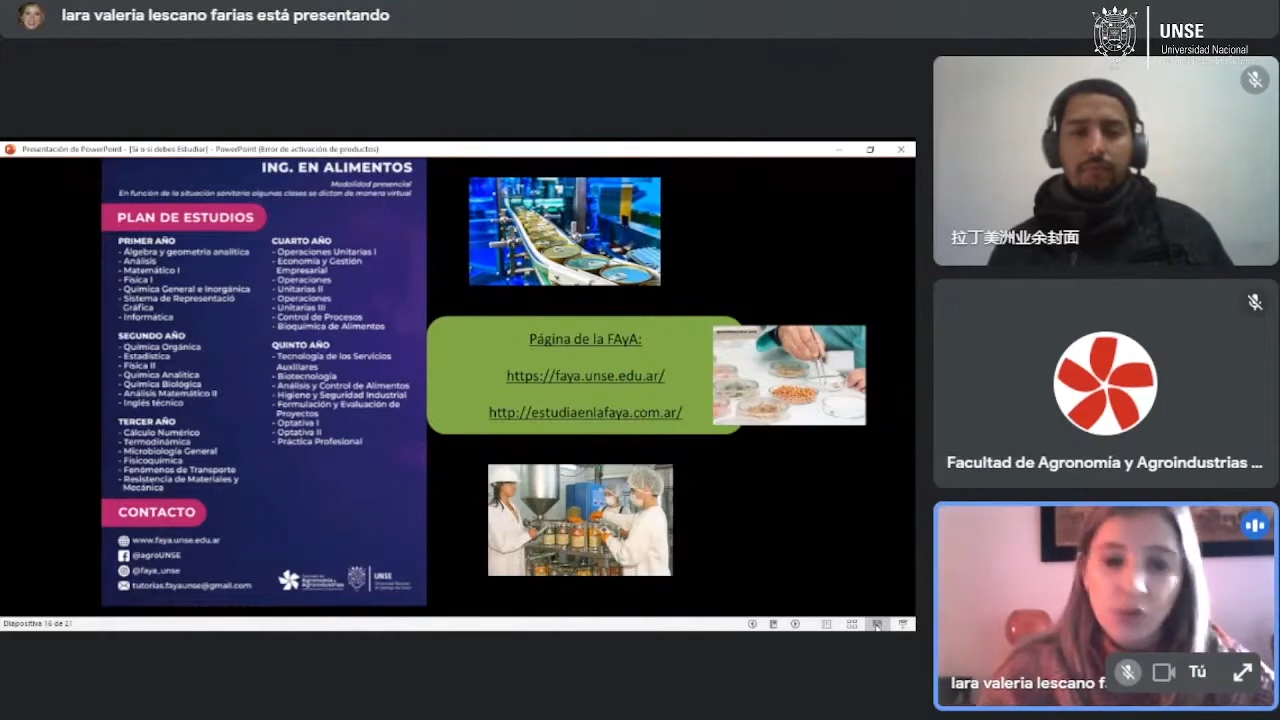 lara valeria lescano farias está presentando
UNSE
Universidad Nacional
Presentación de PowerPoint - [Si o si debes Estudiar] - PowerPoint (Error de activación de productos)
ING. EN ALIMENTOS
Modalidad presencial
En función de la situación sanitaria algunas clases se dictan de manera virtual
PLAN DE ESTUDIOS
PRIMER AÑO
- Álgebra y geometría analítica
- Análisis
- Matemático I
- Física I
- Química General e Inorgánica
- Sistema de Representació
Gráfica
- Informática
SEGUNDO AÑO
- Química Orgánica
- Estadística
- Física II
- Química Analítica
- Química Biológica
- Análisis Matemático II
- Inglés técnico
TERCER AÑO
- Cálculo Numérico
- Termodinámica
- Microbiología General
- Fisicoquímica
- Fenómenos de Transporte
- Resistencia de Materiales y
Mecánica
CUARTO AÑO
- Operaciones Unitarias I
- Economía y Gestión
Empresarial
- Operaciones
- Unitarias II
- Operaciones
- Unitarias III
- Control de Procesos
- Bioquímica de Alimentos
QUINTO AÑO
- Tecnología de los Servicios
Auxiliares
- Biotecnología
- Análisis y Control de Alimentos
- Higiene y Seguridad Industrial
- Formulación y Evaluación de
Proyectos
- Optativa I
- Optativa II
- Práctica Profesional
CONTACTO
www.faya.unse.edu.ar
@agroUNSE
@faya_unse
tutorias.fayaunse@gmail.com
UNSE
Página de la FAyA:
https://faya.unse.edu.ar/
http://estudiaenlafaya.com.ar/
Diapositiva 16 de 21
拉丁美洲业余封面
Facultad de Agronomía y Agroindustrias ...
lara valeria lescano f
Tú